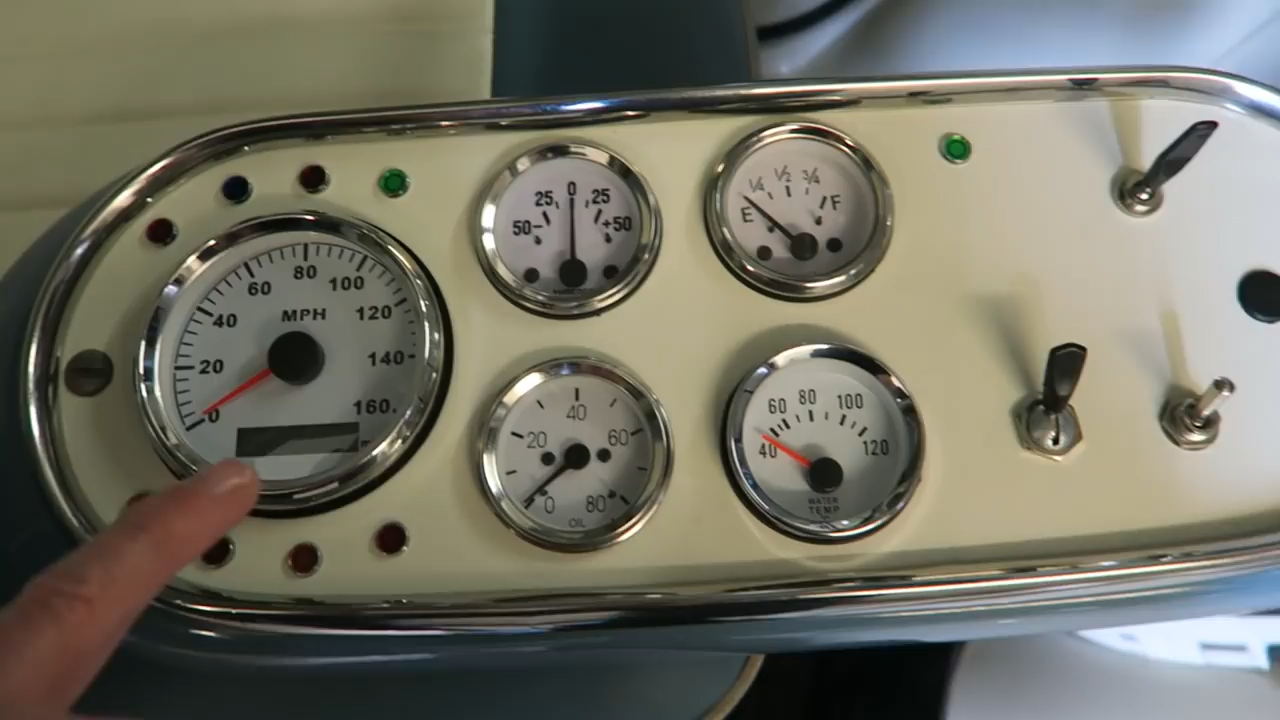 0 20 40 60 80 100 120 140 160
MPH
50 - 25 0 25 +50
E 1/4 1/2 3/4 F
0 20 40 60 80
OIL
40 60 80 100 120
WATER
TEMP